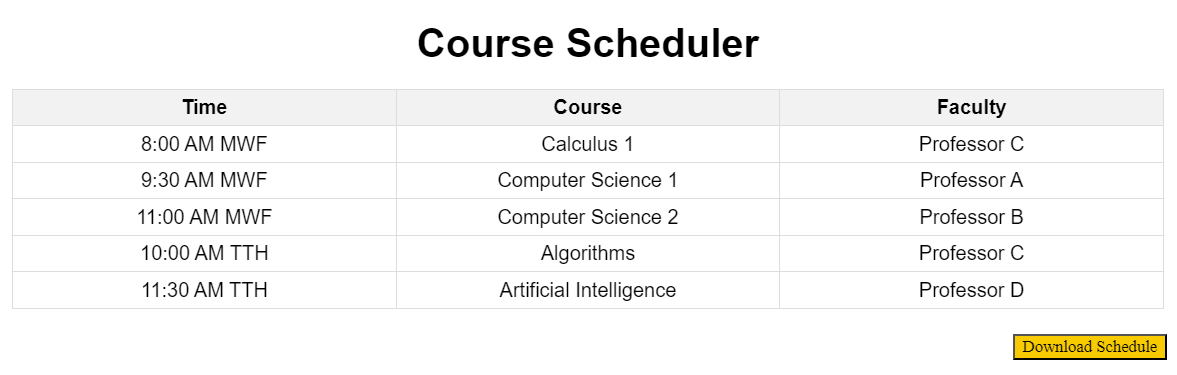 Course Scheduler
Time Course Faculty
8:00 AM MWF Calculus 1 Professor C
9:30 AM MWF Computer Science 1 Professor A
11:00 AM MWF Computer Science 2 Professor B
10:00 AM TTH Algorithms Professor C
11:30 AM TTH Artificial Intelligence Professor D
Download Schedule